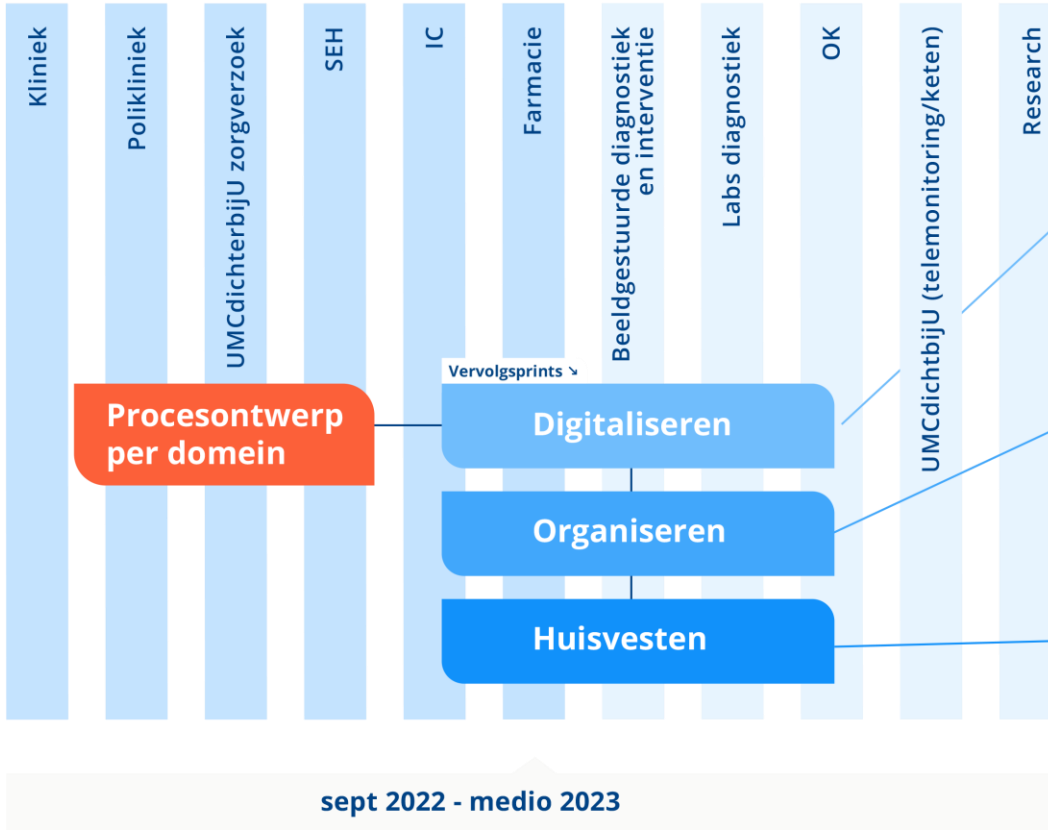 Kliniek
Polikliniek
UMCdichterbijU zorgverzoek
SEH
IC
Farmacie
Beeldgestuurde diagnostiek
en interventie
Labs diagnostiek
OK
UMCdichtbijU (telemonitoring/keten)
Research
Vervolgsprints ↘
Procesontwerp
per domein
Digitaliseren
Organiseren
Huisvesten
sept 2022 - medio 2023